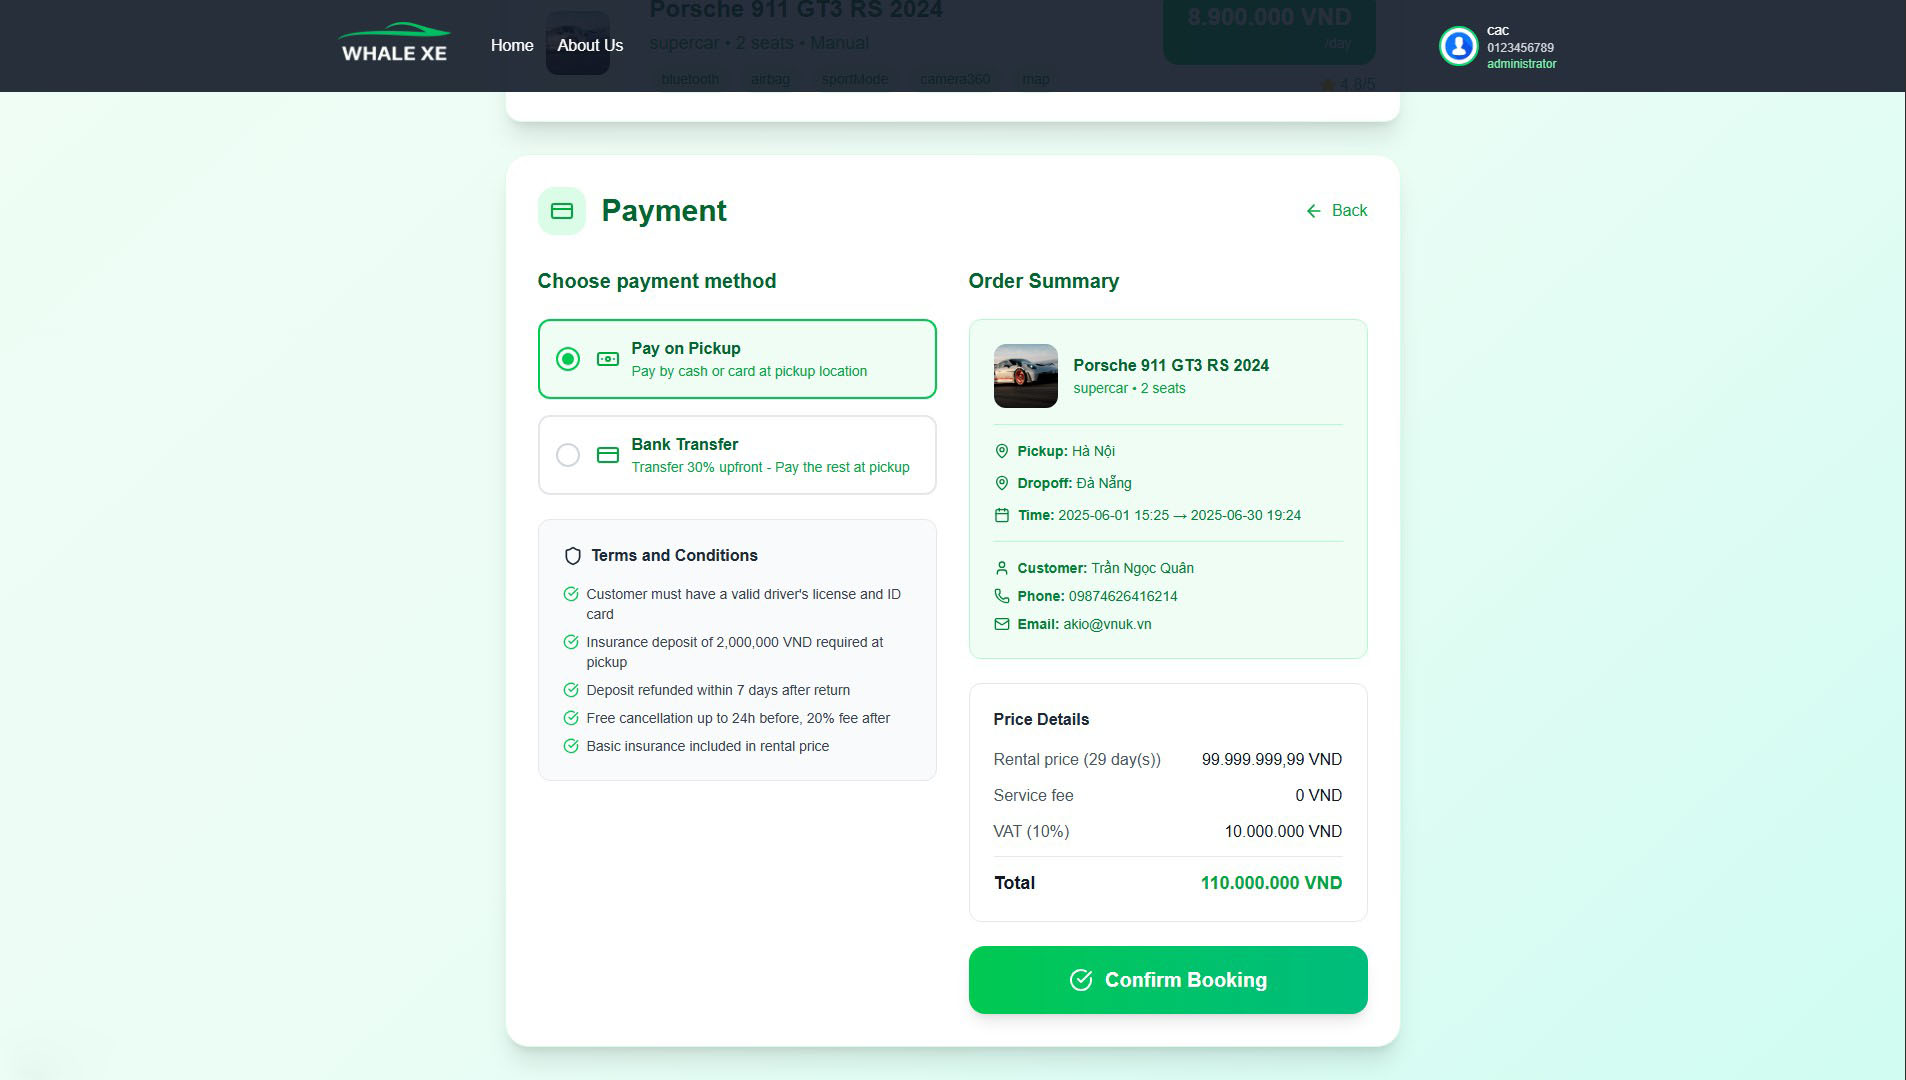 WHALE XE
Home
About Us
cac
0123456789
administrator
Porsche 911 GT3 RS 2024
supercar • 2 seats • Manual
bluetooth
airbag
sportMode
camera360
map
8.900.000 VND
/day
4.8/5
Payment
Back
Choose payment method
Pay on Pickup
Pay by cash or card at pickup location
Bank Transfer
Transfer 30% upfront - Pay the rest at pickup
Terms and Conditions
Customer must have a valid driver's license and ID
card
Insurance deposit of 2,000,000 VND required at
pickup
Deposit refunded within 7 days after return
Free cancellation up to 24h before, 20% fee after
Basic insurance included in rental price
Order Summary
Porsche 911 GT3 RS 2024
supercar • 2 seats
Pickup: Hà Nội
Dropoff: Đà Nẵng
Time: 2025-06-01 15:25 → 2025-06-30 19:24
Customer: Trần Ngọc Quân
Phone: 09874626416214
Email: akio@vnuk.vn
Price Details
Rental price (29 day(s)) 99.999.999,99 VND
Service fee 0 VND
VAT (10%) 10.000.000 VND
Total 110.000.000 VND
Confirm Booking